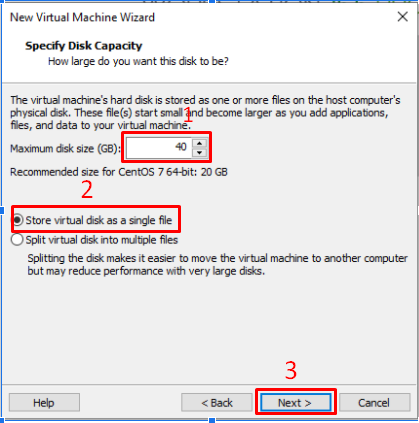 New Virtual Machine Wizard
Specify Disk Capacity
How large do you want this disk to be?
The virtual machine's hard disk is stored as one or more files on the host computer's
physical disk. These file(s) start small and become larger as you add applications,
files, and data to your virtual machine.
1
Maximum disk size (GB): 40
Recommended size for CentOS 7 64-bit: 20 GB
2
Store virtual disk as a single file
Split virtual disk into multiple files
Splitting the disk makes it easier to move the virtual machine to another computer
but may reduce performance with very large disks.
3
Help < Back Next > Cancel